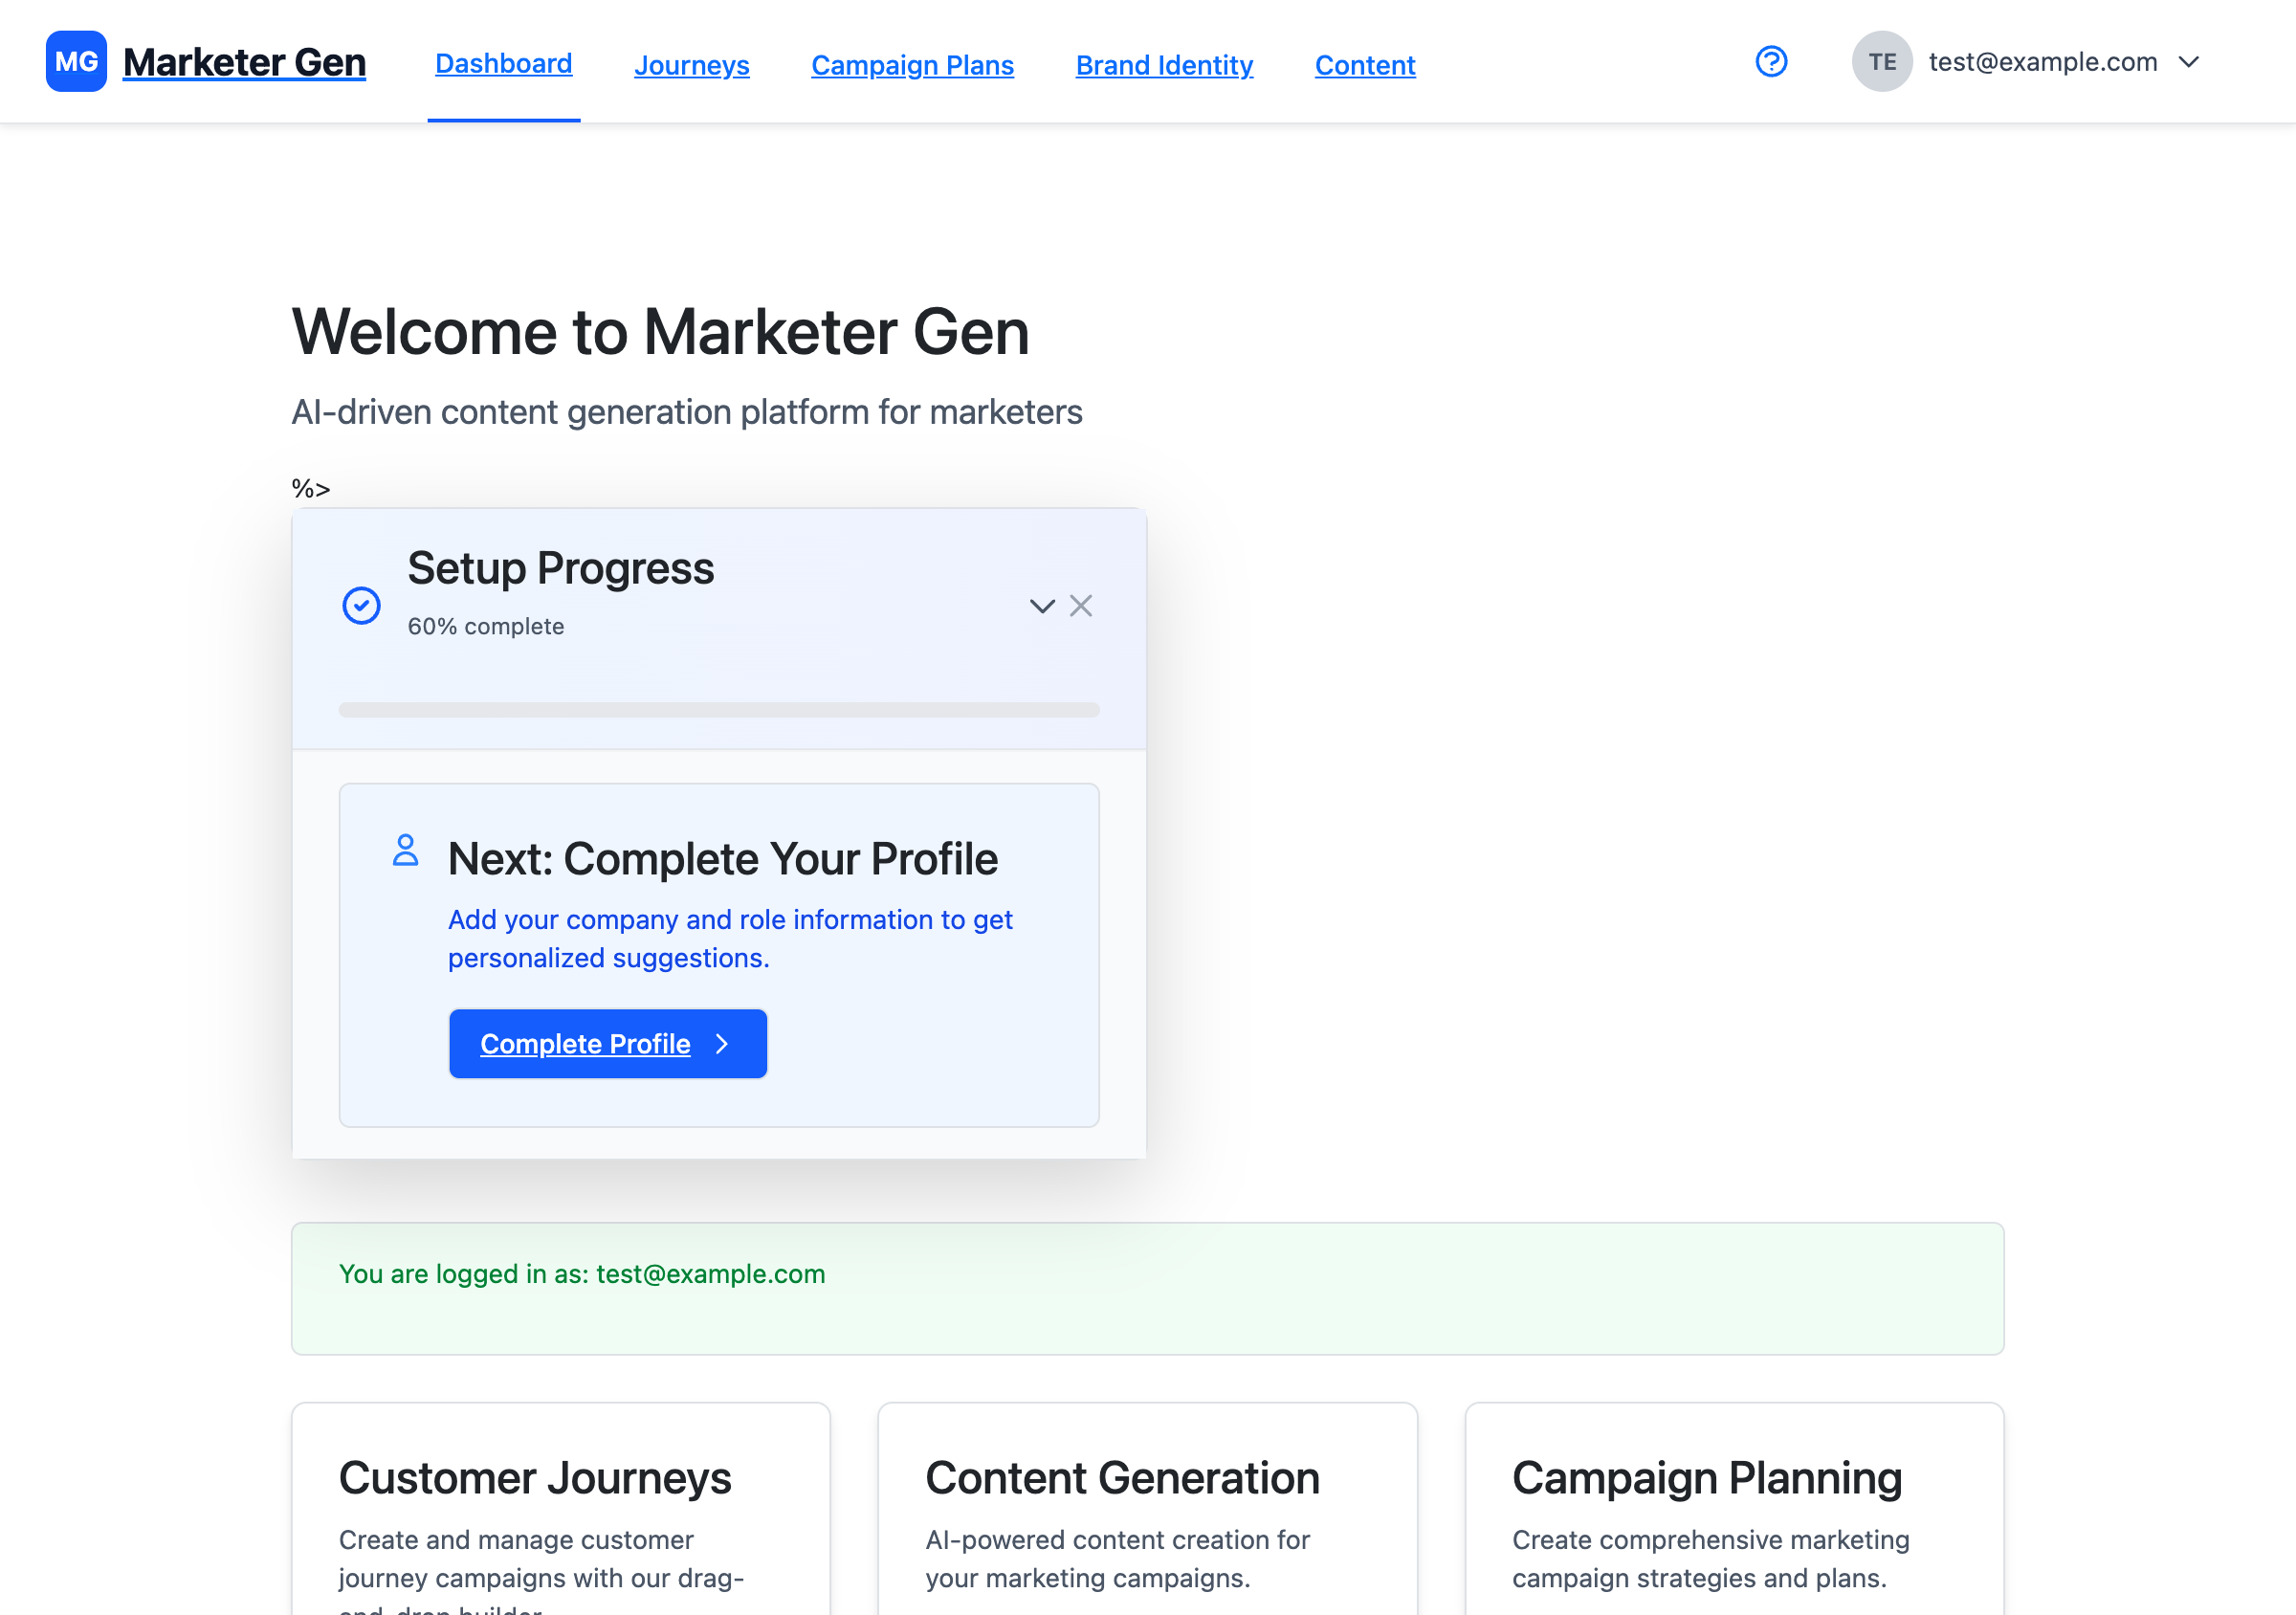 MG Marketer Gen Dashboard Journeys Campaign Plans Brand Identity Content TE test@example.com
Welcome to Marketer Gen
AI-driven content generation platform for marketers
%>
Setup Progress
60% complete
Next: Complete Your Profile
Add your company and role information to get
personalized suggestions.
Complete Profile
You are logged in as: test@example.com
Customer Journeys
Create and manage customer
journey campaigns with our drag-
and-drop builder.
Content Generation
AI-powered content creation for
your marketing campaigns.
Campaign Planning
Create comprehensive marketing
campaign strategies and plans.